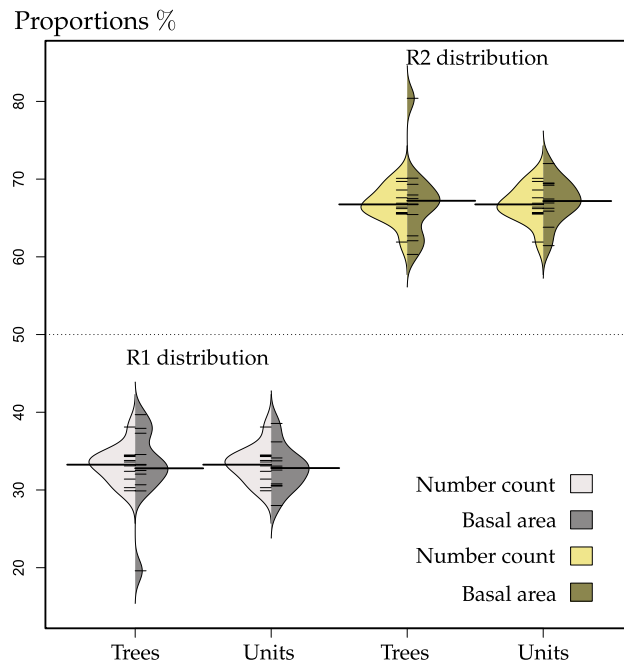 Proportions %
R2 distribution
80
70
60
50
R1 distribution
40
30
20
Number count
Basal area
Number count
Basal area
Trees Units Trees Units